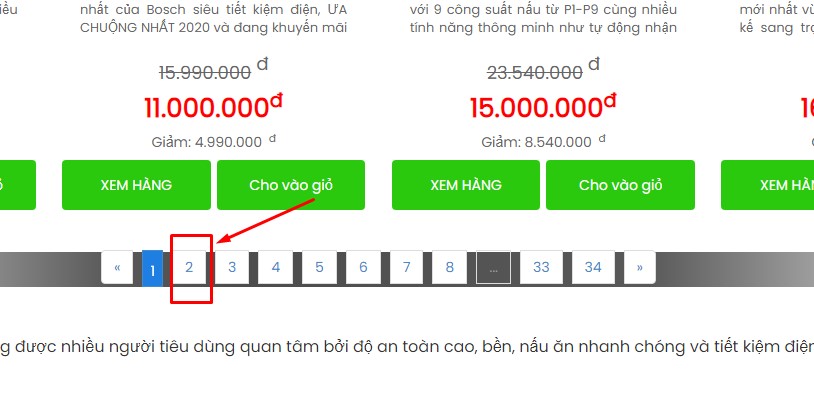 iều
nhất của Bosch siêu tiết kiệm điện, ƯA
CHUỘNG NHẤT 2020 và đang khuyến mãi
15.990.000 đ
11.000.000đ
Giảm: 4.990.000 đ
XEM HÀNG
Cho vào giỏ
với 9 công suất nấu từ P1-P9 cùng nhiều
tính năng thông minh như tự động nhận
23.540.000 đ
15.000.000đ
Giảm: 8.540.000 đ
XEM HÀNG
Cho vào giỏ
mới nhất
kế sang
XEM HÀN
« 1 2 3 4 5 6 7 8 ... 33 34 »
g được nhiều người tiêu dùng quan tâm bởi độ an toàn cao, bền, nấu ăn nhanh chóng và tiết kiệm điện